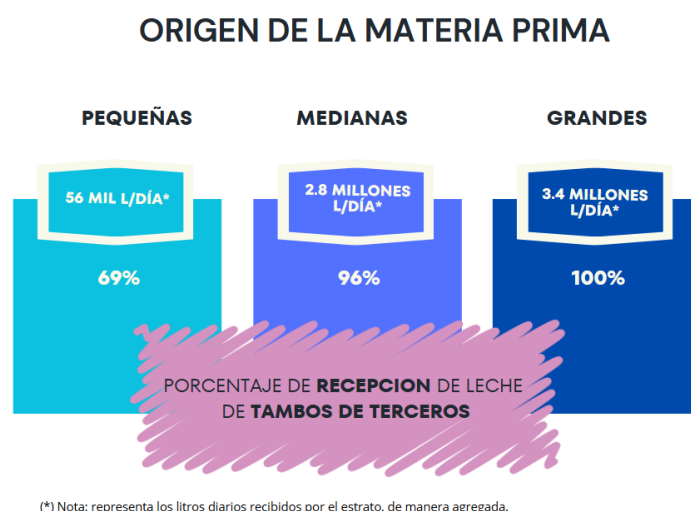 ORIGEN DE LA MATERIA PRIMA
PEQUEÑAS
MEDIANAS
GRANDES
56 MIL L/DÍA*
2.8 MILLONES
L/DÍA*
3.4 MILLONES
L/DÍA*
69%
96%
100%
PORCENTAJE DE RECEPCION DE LECHE
DE TAMBOS DE TERCEROS
(*) Nota: representa los litros diarios recibidos por el estrato, de manera agregada.